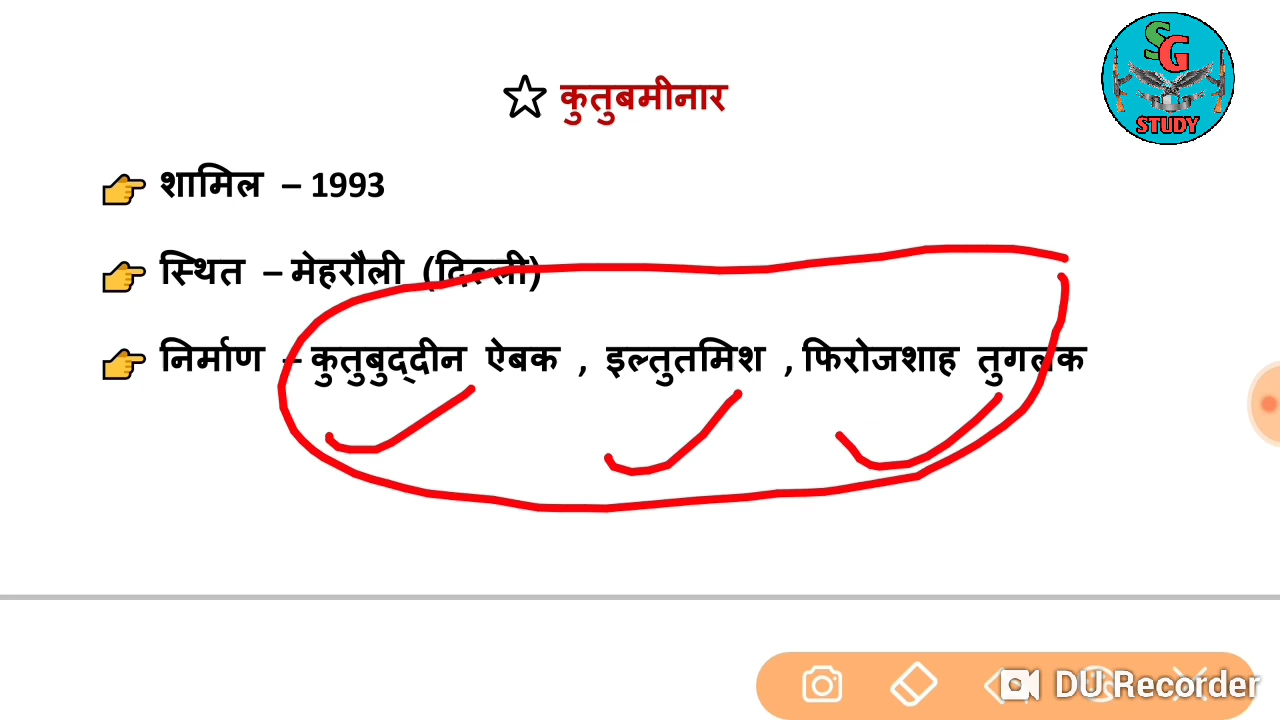 SG
STUDY
☆ कुतुबमीनार
👉 शामिल – 1993
👉 स्थित – मेहरौली (दिल्ली)
👉 निर्माण – कुतुबुद्दीन ऐबक , इल्तुतमिश , फिरोजशाह तुगलक
DU Recorder